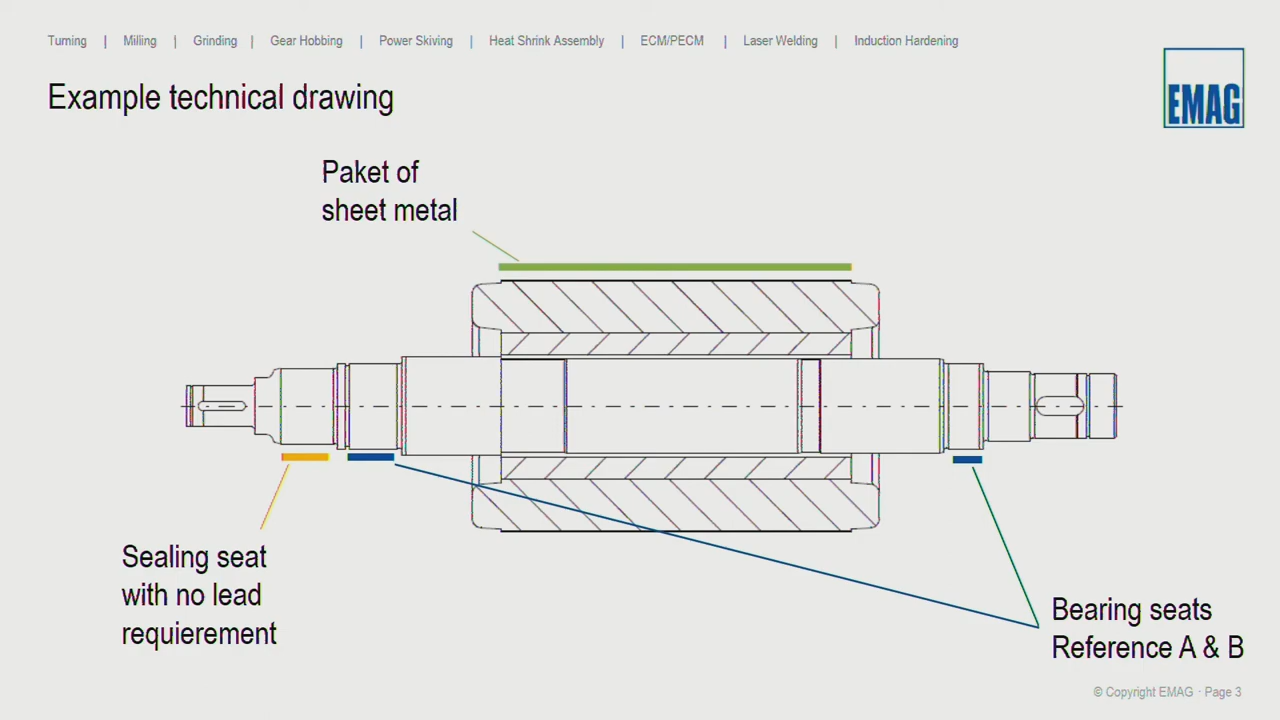 Turning | Milling | Grinding | Gear Hobbing | Power Skiving | Heat Shrink Assembly | ECM/PECM | Laser Welding | Induction Hardening
EMAG
Example technical drawing
Paket of
sheet metal
Sealing seat
with no lead
requierement
Bearing seats
Reference A & B
© Copyright EMAG · Page 3